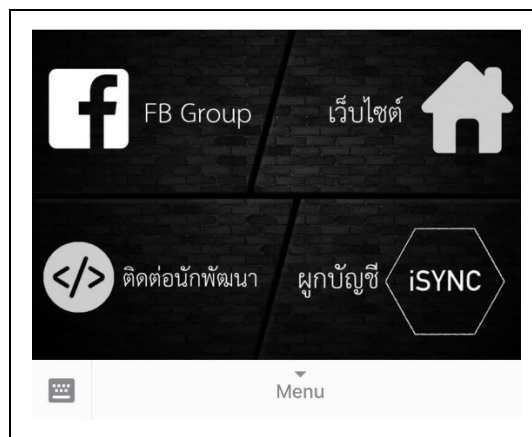 FB Group
เว็บไซต์
</>
ติดต่อนักพัฒนา
ผูกบัญชี
iSYNC
Menu